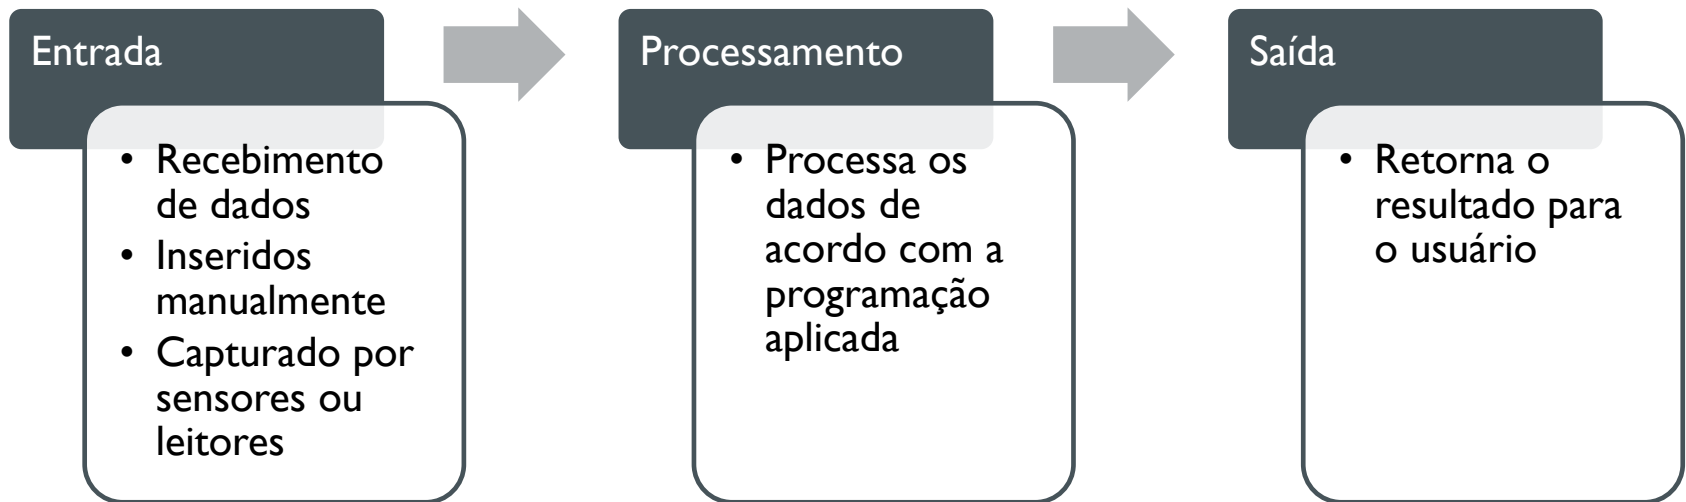 Entrada
• Recebimento
de dados
• Inseridos
manualmente
• Capturado por
sensores ou
leitores
Processamento
• Processa os
dados de
acordo com a
programação
aplicada
Saída
• Retorna o
resultado para
o usuário